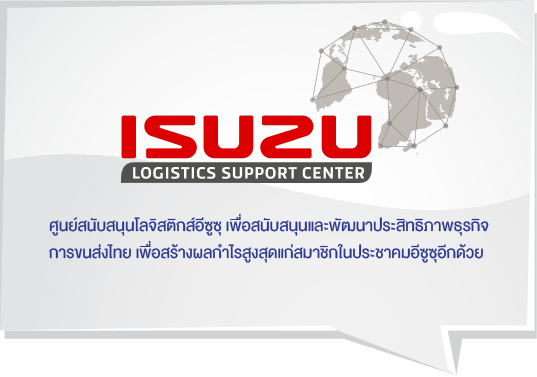 ISUZU
LOGISTICS SUPPORT CENTER
ศูนย์สนับสนุนโลจิสติกส์อีซูซุ เพื่อสนับสนุนและพัฒนาประสิทธิภาพธุรกิจ
การขนส่งไทย เพื่อสร้างผลกำไรสูงสุดแก่สมาชิกในประชาคมอีซูซุอีกด้วย